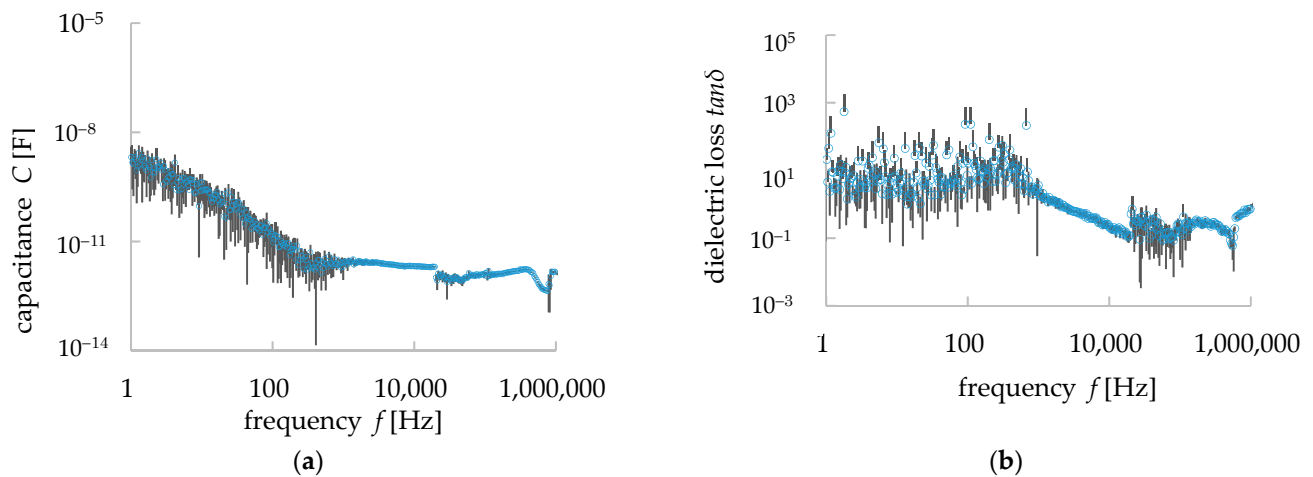 10⁻⁵
10⁻⁸
10⁻¹¹
10⁻¹⁴
capacitance C [F]
1
100
10,000
1,000,000
frequency f [Hz]
(a)
10⁵
10³
10¹
10⁻¹
10⁻³
dielectric loss tanδ
1
100
10,000
1,000,000
frequency f [Hz]
(b)